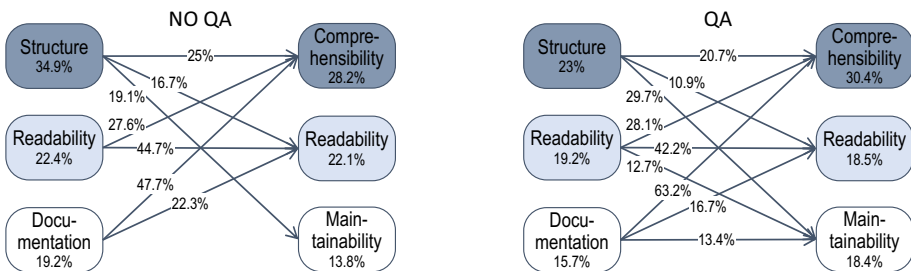 NO QA
Structure
34.9%
25%
Compre-
hensibility
28.2%
16.7%
19.1%
Readability
22.4%
27.6%
44.7%
Readability
22.1%
47.7%
22.3%
Docu-
mentation
19.2%
Main-
tainability
13.8%
QA
Structure
23%
20.7%
Compre-
hensibility
30.4%
10.9%
29.7%
Readability
19.2%
28.1%
42.2%
12.7%
Readability
18.5%
63.2%
16.7%
Docu-
mentation
15.7%
13.4%
Main-
tainability
18.4%